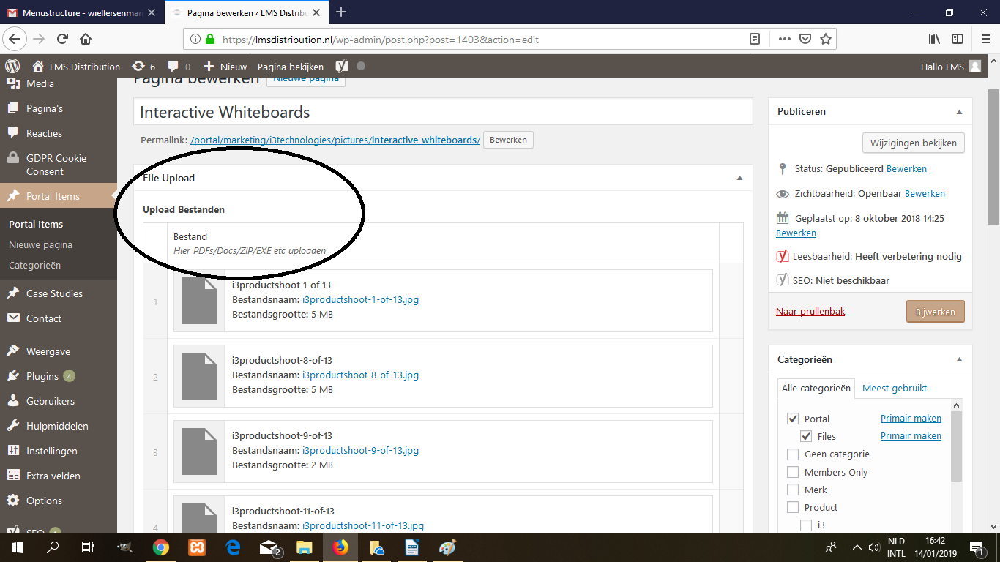 Menustructure - wiellersenmar
Pagina bewerken ‹ LMS Distribu
https://lmsdistribution.nl/wp-admin/post.php?post=1403&action=edit
LMS Distribution
6
0
Nieuw
Pagina bekijken
Hallo LMS
Media
Pagina's
Reacties
GDPR Cookie
Consent
Portal Items
Portal Items
Nieuwe pagina
Categorieën
Case Studies
Contact
Weergave
Plugins 4
Gebruikers
Hulpmiddelen
Instellingen
Extra velden
Options
SEO
Pagina bewerken
Nieuwe pagina
Interactive Whiteboards
Permalink: /portal/marketing/i3technologies/pictures/interactive-whiteboards/ Bewerken
File Upload
Upload Bestanden
Bestand
Hier PDFs/Docs/ZIP/EXE etc uploaden
1
i3productshoot-1-of-13
Bestandsnaam: i3productshoot-1-of-13.jpg
Bestandsgrootte: 5 MB
2
i3productshoot-8-of-13
Bestandsnaam: i3productshoot-8-of-13.jpg
Bestandsgrootte: 5 MB
3
i3productshoot-9-of-13
Bestandsnaam: i3productshoot-9-of-13.jpg
Bestandsgrootte: 2 MB
4
i3productshoot-11-of-13
Bestandsnaam: i3productshoot-11-of-13.jpg
Publiceren
Wijzigingen bekijken
Status: Gepubliceerd Bewerken
Zichtbaarheid: Openbaar Bewerken
Geplaatst op: 8 oktober 2018 14:25
Bewerken
Leesbaarheid: Heeft verbetering nodig
SEO: Niet beschikbaar
Naar prullenbak
Bijwerken
Categorieën
Alle categorieën
Meest gebruikt
Portal Primair maken
Files Primair maken
Geen categorie
Members Only
Merk
Product
i3
2
NLD
INTL
16:42
14/01/2019
1